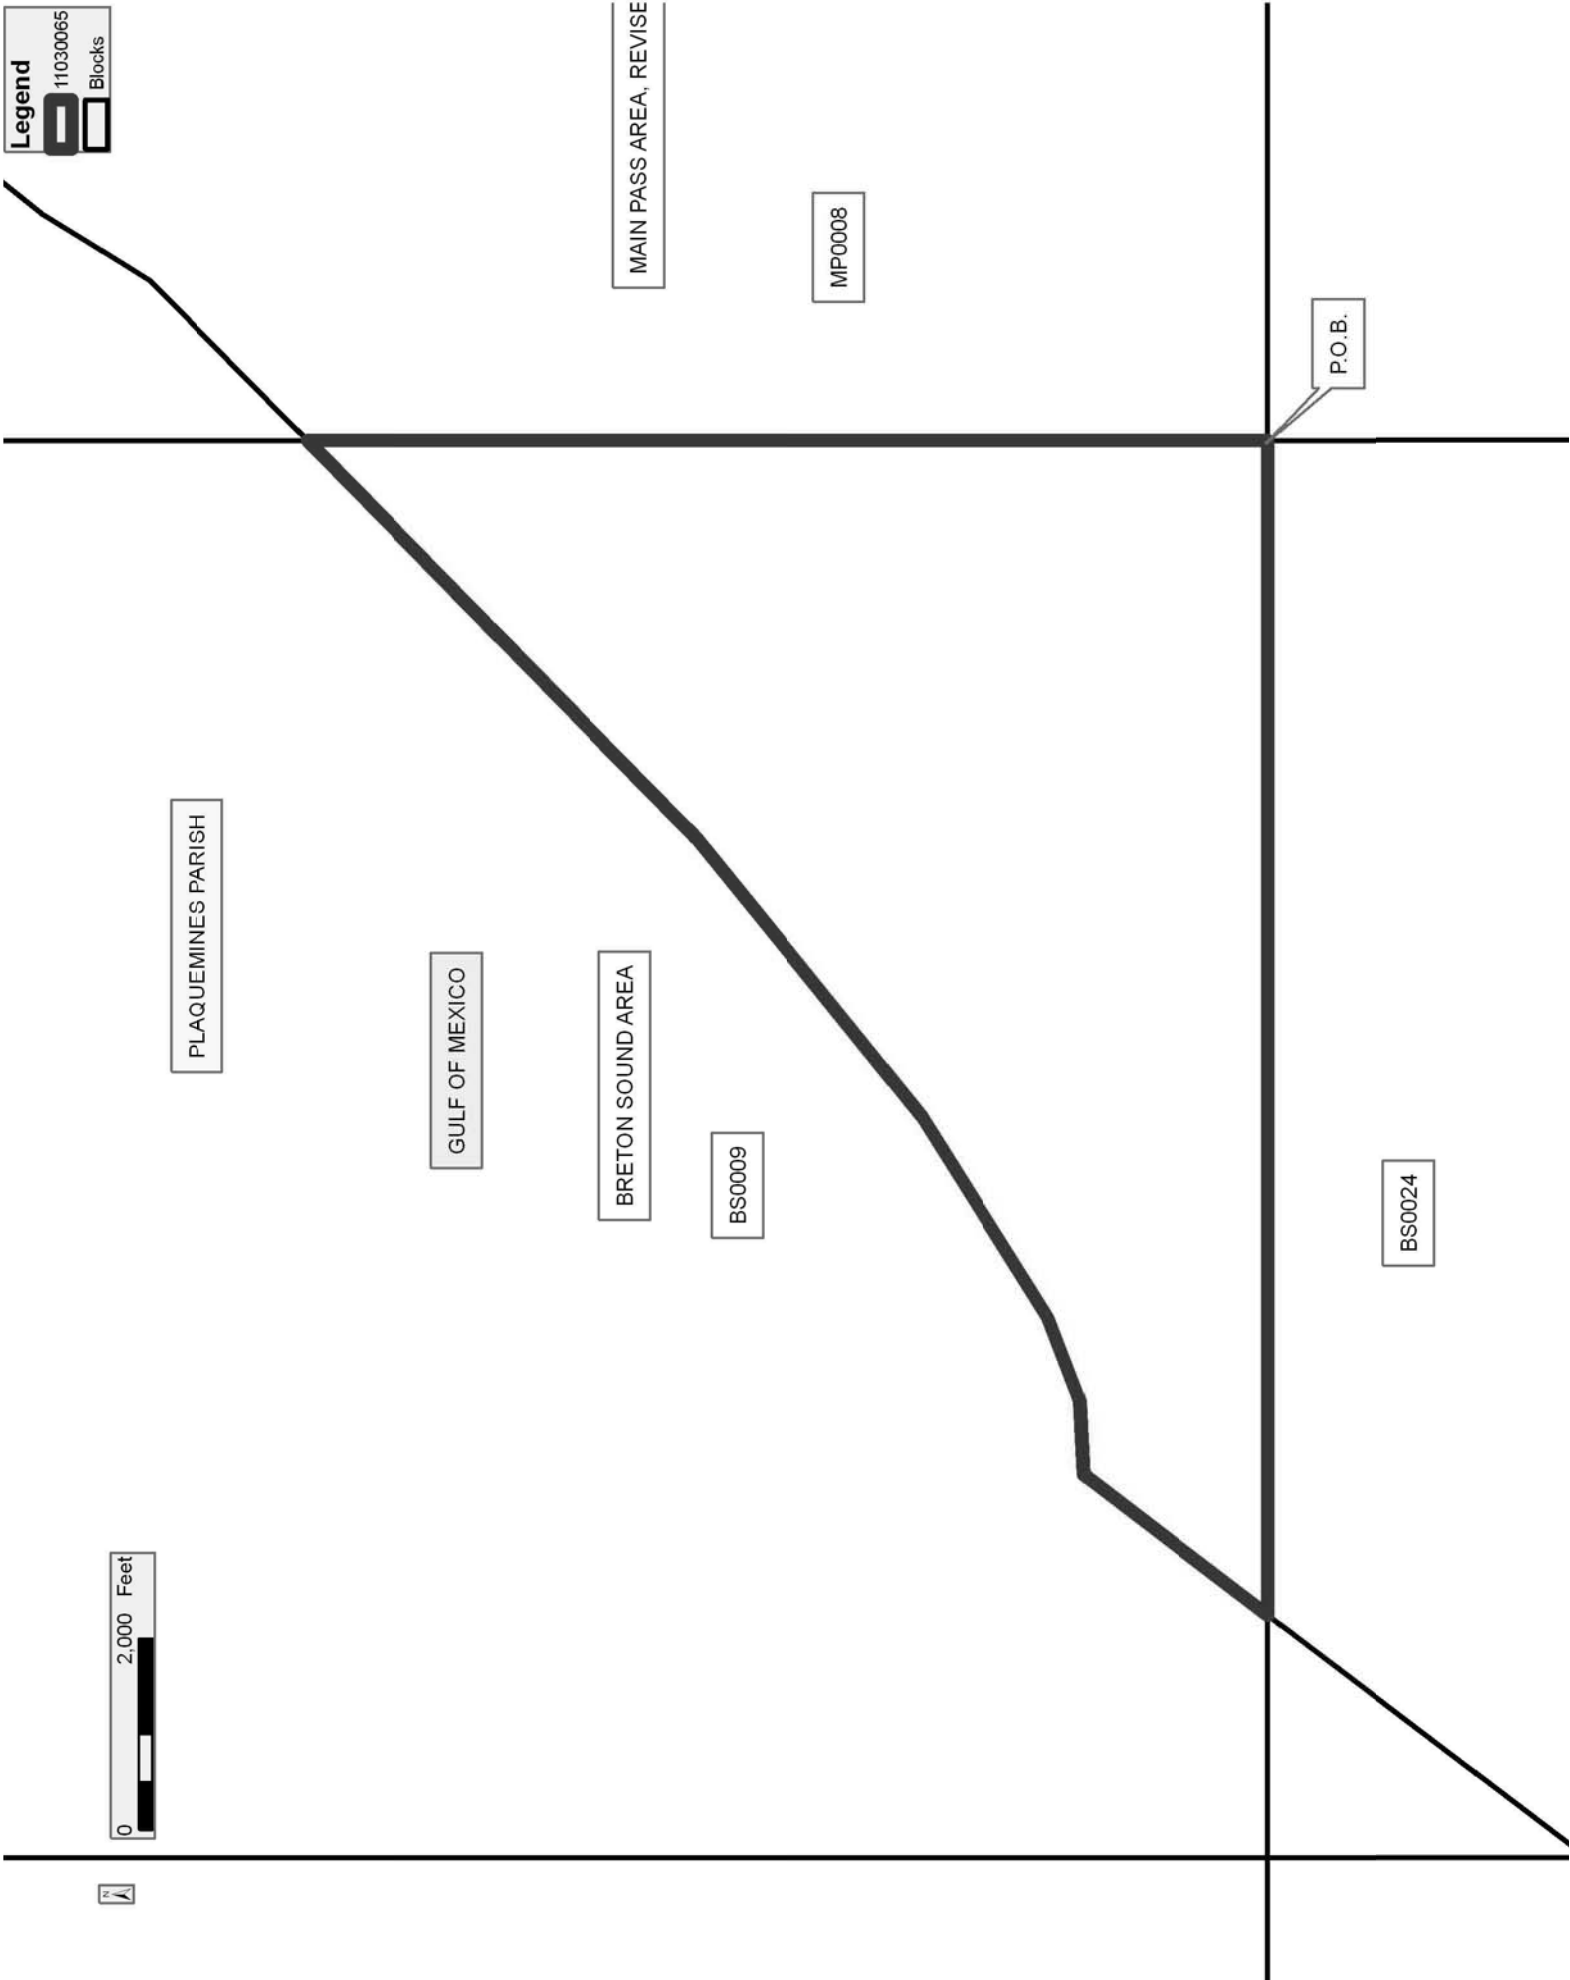 Legend
11030065
Blocks
MAIN PASS AREA, REVISE
MP0008
P.O.B.
PLAQUEMINES PARISH
GULF OF MEXICO
BRETON SOUND AREA
BS0009
BS0024
0 2,000 Feet
N